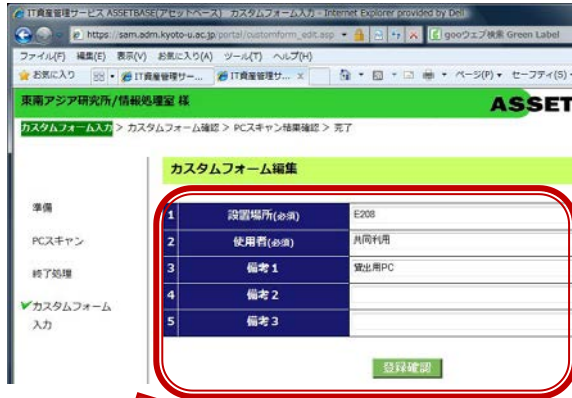 IT資産管理サービス ASSETBASE(アセットベース) カスタムフォーム入力 - Internet Explorer provided by Dell
https://sam.adm.kyoto-u.ac.jp/portal/customform_edit.asp
gooウェブ検索 Green Label
ファイル(F) 編集(E) 表示(V) お気に入り(A) ツール(T) ヘルプ(H)
お気に入り IT資産管理サー... IT資産管理サービ... x ページ(P) セーフティ(S)
東南アジア研究所/情報処理室 様
ASSET
カスタムフォーム入力 > カスタムフォーム確認 > PCスキャン結果確認 > 完了
カスタムフォーム編集
準備
PCスキャン
終了処理
カスタムフォーム
入力
1 設置場所(必須) E208
2 使用者(必須) 共同利用
3 備考1 貸出用PC
4 備考2
5 備考3
登録確認